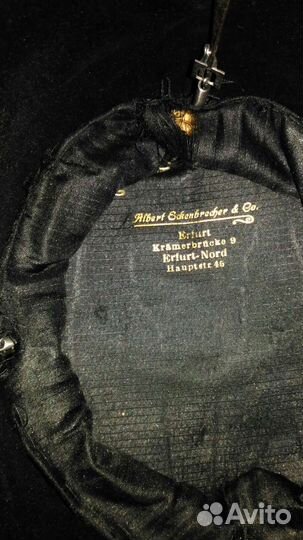 Albert Eckenbrecher & Co.
Erfurt
Krämerbrücke 9
Erfurt-Nord
Hauptstr. 46
Avito